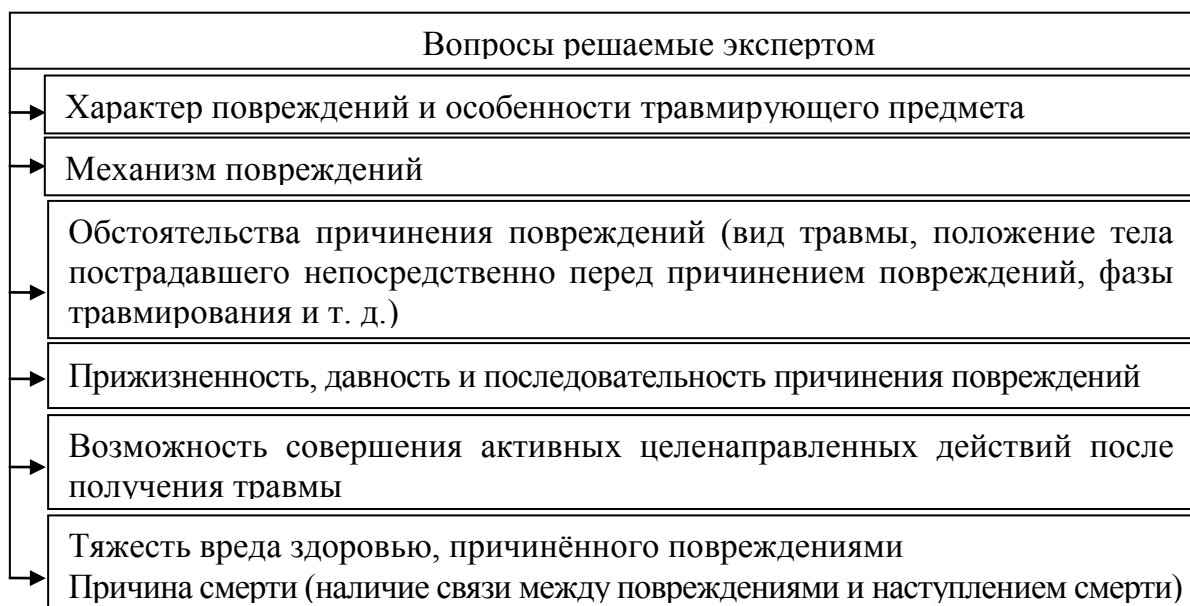 Вопросы решаемые экспертом
Характер повреждений и особенности травмирующего предмета
Механизм повреждений
Обстоятельства причинения повреждений (вид травмы, положение тела
пострадавшего непосредственно перед причинением повреждений, фазы
травмирования и т. д.)
Прижизненность, давность и последовательность причинения повреждений
Возможность совершения активных целенаправленных действий после
получения травмы
Тяжесть вреда здоровью, причинённого повреждениями
Причина смерти (наличие связи между повреждениями и наступлением смерти)